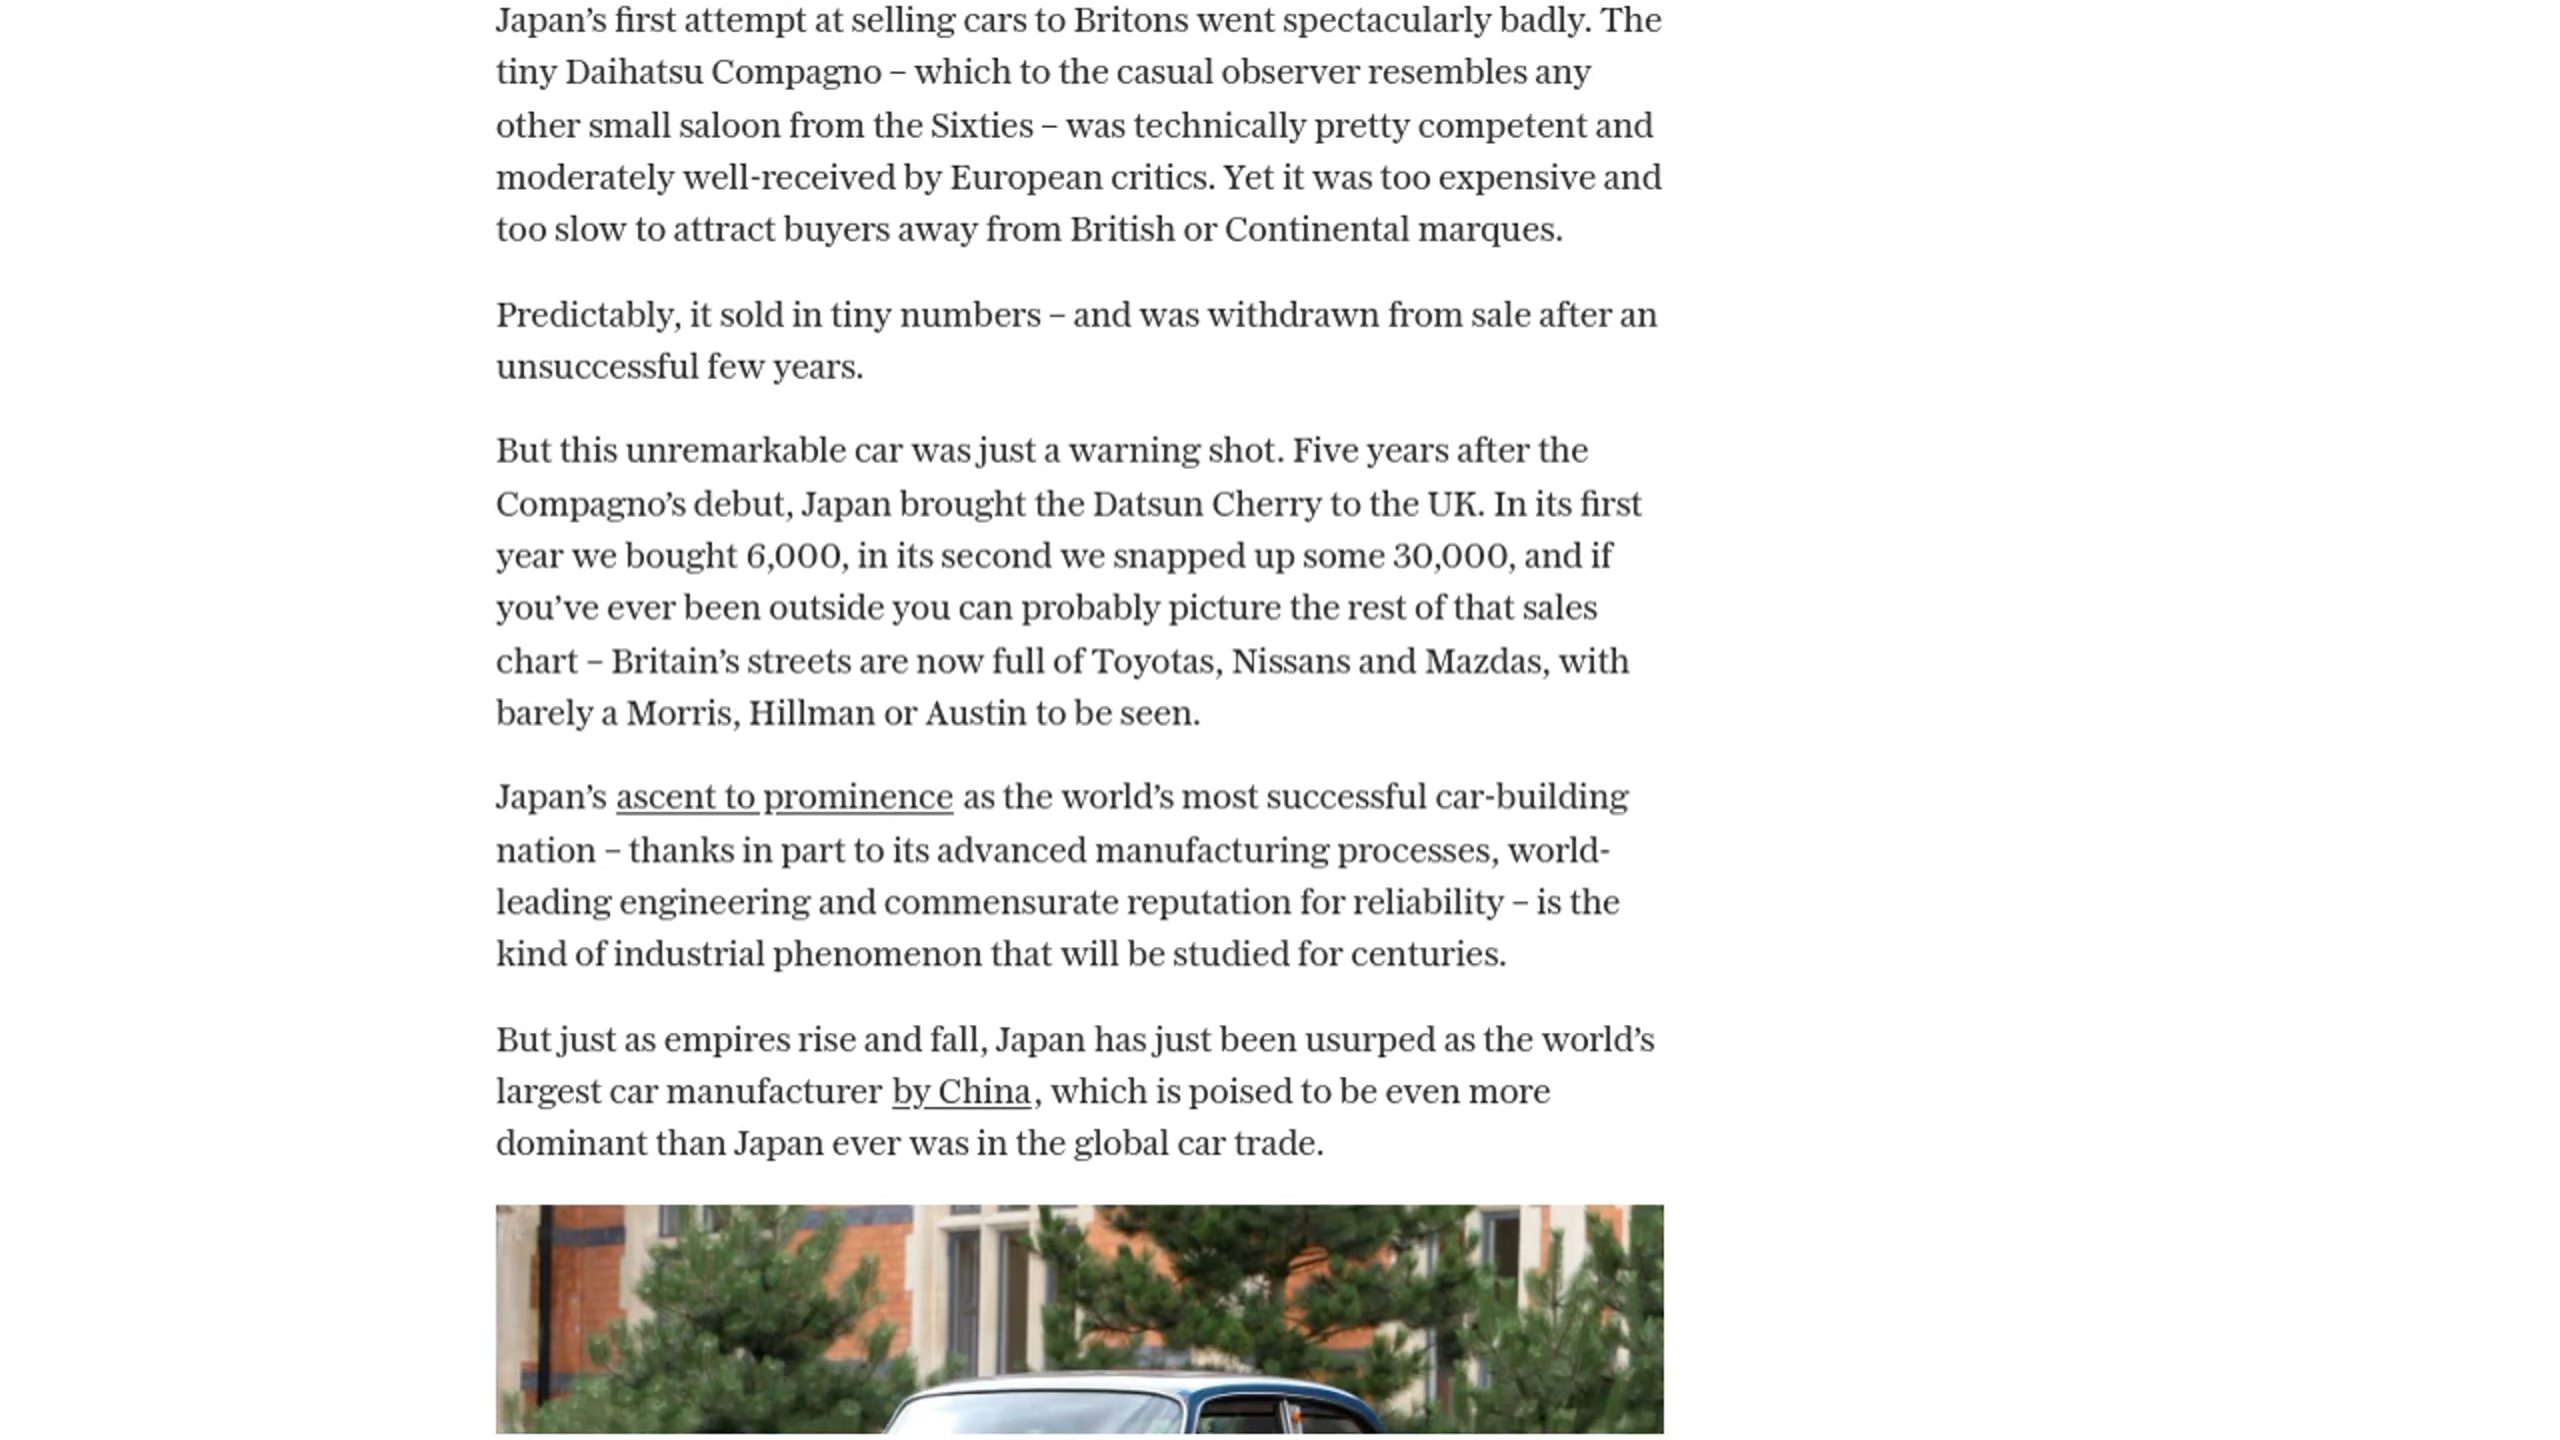 Japan’s first attempt at selling cars to Britons went spectacularly badly. The
tiny Daihatsu Compagno – which to the casual observer resembles any
other small saloon from the Sixties – was technically pretty competent and
moderately well-received by European critics. Yet it was too expensive and
too slow to attract buyers away from British or Continental marques.
Predictably, it sold in tiny numbers – and was withdrawn from sale after an
unsuccessful few years.
But this unremarkable car was just a warning shot. Five years after the
Compagno’s debut, Japan brought the Datsun Cherry to the UK. In its first
year we bought 6,000, in its second we snapped up some 30,000, and if
you’ve ever been outside you can probably picture the rest of that sales
chart – Britain’s streets are now full of Toyotas, Nissans and Mazdas, with
barely a Morris, Hillman or Austin to be seen.
Japan’s ascent to prominence as the world’s most successful car-building
nation – thanks in part to its advanced manufacturing processes, world-
leading engineering and commensurate reputation for reliability – is the
kind of industrial phenomenon that will be studied for centuries.
But just as empires rise and fall, Japan has just been usurped as the world’s
largest car manufacturer by China, which is poised to be even more
dominant than Japan ever was in the global car trade.